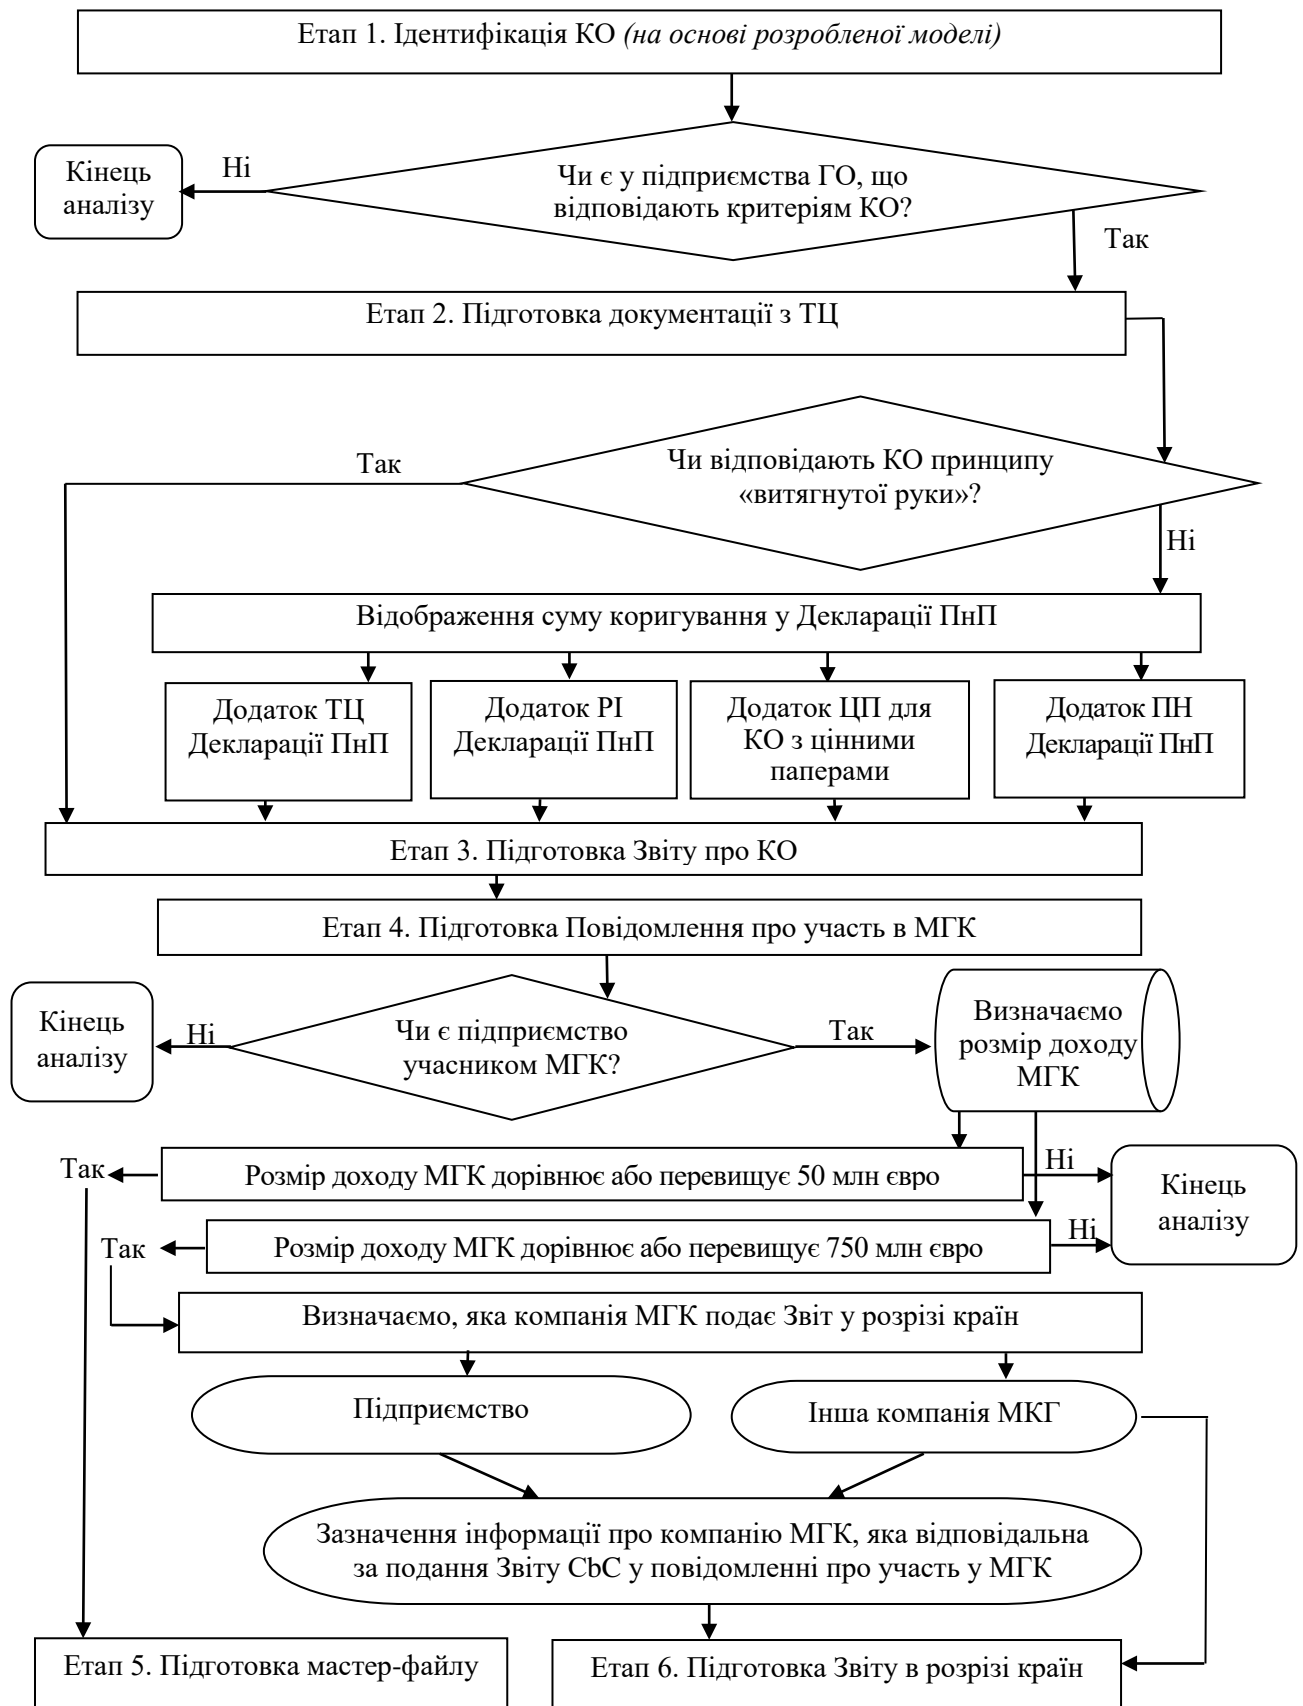 Етап 1. Ідентифікація КО (на основі розробленої моделі)
Кінець
аналізу
Ні
Чи є у підприємства ГО, що
відповідають критеріям КО?
Так
Етап 2. Підготовка документації з ТЦ
Так
Чи відповідають КО принципу
«витягнутої руки»?
Ні
Відображення суму коригування у Декларації ПнП
Додаток ТЦ
Декларації ПнП
Додаток РІ
Декларації ПнП
Додаток ЦП для
КО з цінними
паперами
Додаток ПН
Декларації ПнП
Етап 3. Підготовка Звіту про КО
Етап 4. Підготовка Повідомлення про участь в МГК
Кінець
аналізу
Ні
Чи є підприємство
учасником МГК?
Так
Визначаємо
розмір доходу
МГК
Так
Розмір доходу МГК дорівнює або перевищує 50 млн євро
Ні
Кінець
аналізу
Так
Розмір доходу МГК дорівнює або перевищує 750 млн євро
Ні
Визначаємо, яка компанія МГК подає Звіт у розрізі країн
Підприємство
Інша компанія МКГ
Зазначення інформації про компанію МГК, яка відповідальна
за подання Звіту CbC у повідомленні про участь у МГК
Етап 5. Підготовка мастер-файлу
Етап 6. Підготовка Звіту в розрізі країн